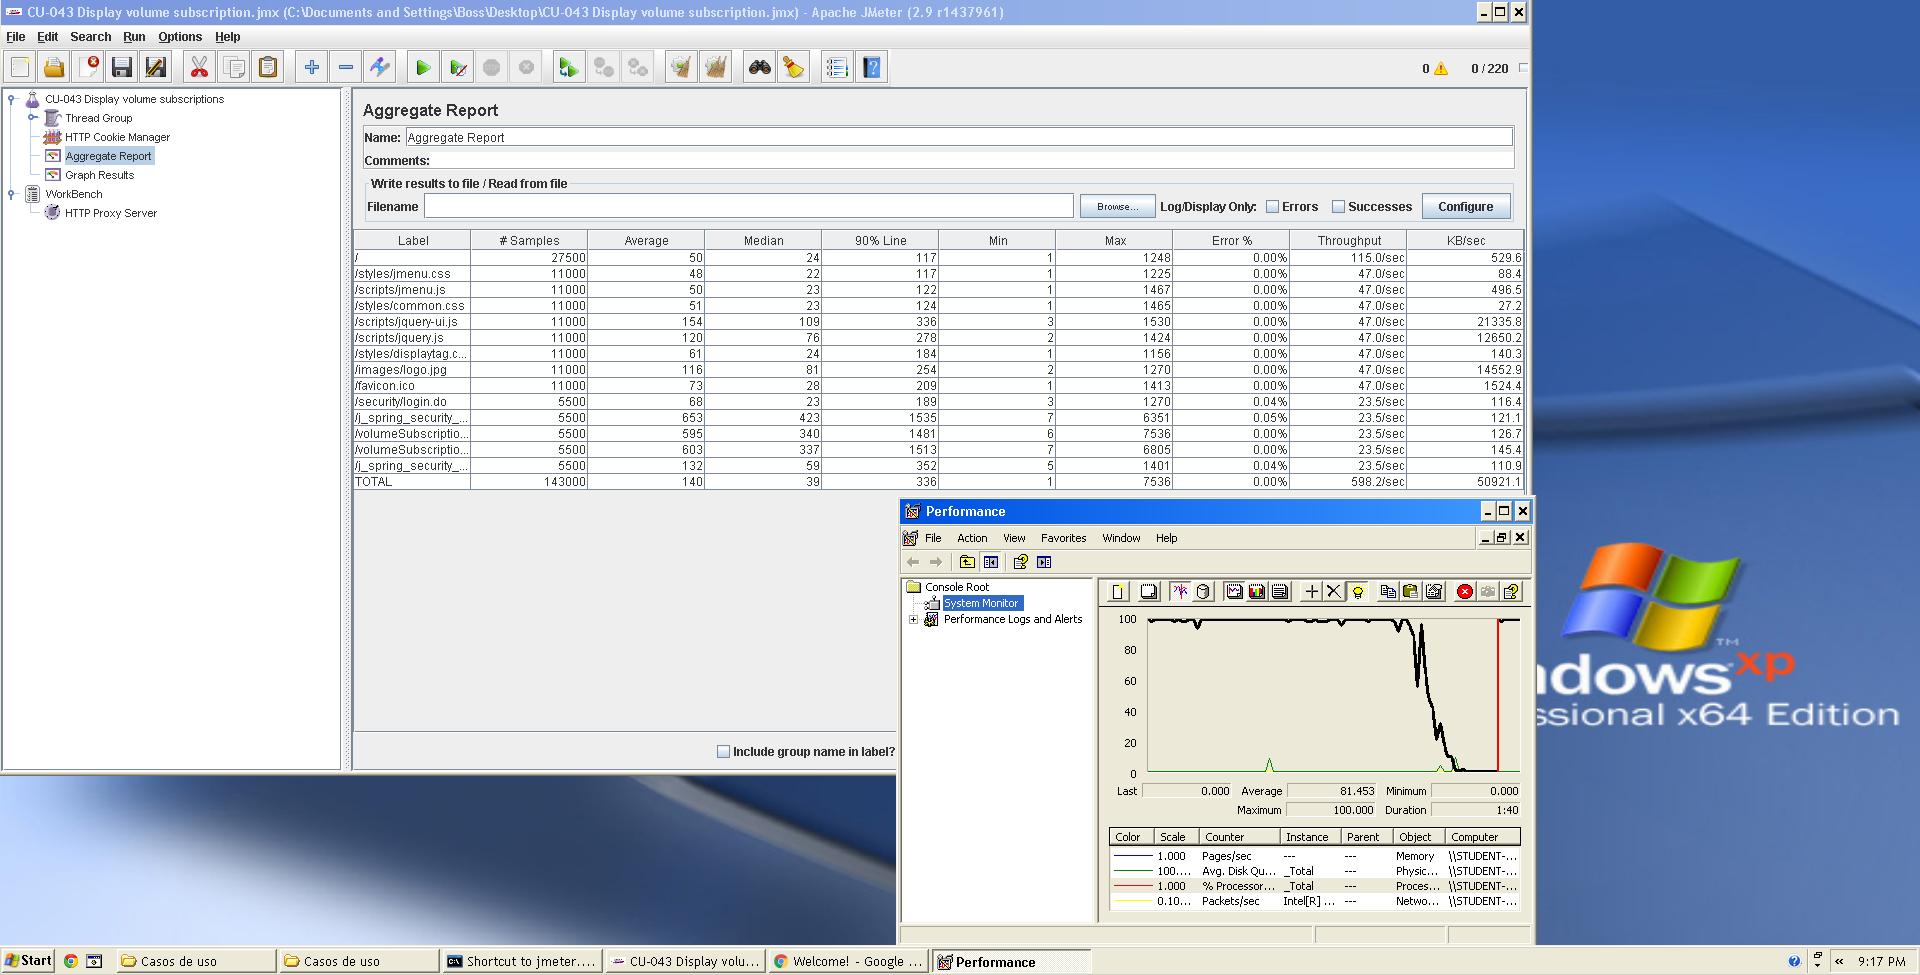 CU-043 Display volume subscription.jmx (C:\Documents and Settings\Boss\Desktop\CU-043 Display volume subscription.jmx) - Apache JMeter (2.9 r1437961)
File Edit Search Run Options Help
0 0 / 220
CU-043 Display volume subscriptions
Thread Group
HTTP Cookie Manager
Aggregate Report
Graph Results
WorkBench
HTTP Proxy Server
Aggregate Report
Name: Aggregate Report
Comments:
Write results to file / Read from file
Filename Browse... Log/Display Only: Errors Successes Configure
Label # Samples Average Median 90% Line Min Max Error % Throughput KB/sec
/ 27500 50 24 117 1 1248 0.00% 115.0/sec 529.6
/styles/jmenu.css 11000 48 22 117 1 1225 0.00% 47.0/sec 88.4
/scripts/jmenu.js 11000 50 23 122 1 1467 0.00% 47.0/sec 496.5
/styles/common.css 11000 51 23 124 1 1465 0.00% 47.0/sec 27.2
/scripts/jquery-ui.js 11000 154 109 336 3 1530 0.00% 47.0/sec 21335.8
/scripts/jquery.js 11000 120 76 278 2 1424 0.00% 47.0/sec 12650.2
/styles/displaytag.c... 11000 61 24 184 1 1156 0.00% 47.0/sec 140.3
/images/logo.jpg 11000 116 81 254 2 1270 0.00% 47.0/sec 14552.9
/favicon.ico 11000 73 28 209 1 1413 0.00% 47.0/sec 1524.4
/security/login.do 5500 68 23 189 3 1270 0.04% 23.5/sec 116.4
/j_spring_security_... 5500 653 423 1535 7 6351 0.05% 23.5/sec 121.1
/volumeSubscriptio... 5500 595 340 1481 6 7536 0.00% 23.5/sec 126.7
/volumeSubscriptio... 5500 603 337 1513 7 6805 0.00% 23.5/sec 145.4
/j_spring_security_... 5500 132 59 352 5 1401 0.04% 23.5/sec 110.9
TOTAL 143000 140 39 336 1 7536 0.00% 598.2/sec 50921.1
Include group name in label?
Performance
File Action View Favorites Window Help
Console Root
System Monitor
Performance Logs and Alerts
100
80
60
40
20
0
Last 0.000 Average 81.453 Minimum 0.000
Maximum 100.000 Duration 1:40
Color Scale Counter Instance Parent Object Computer
1.000 Pages/sec --- --- Memory \\STUDENT-...
100.... Avg. Disk Qu... _Total --- Physic... \\STUDENT-...
1.000 % Processor... _Total --- Proces... \\STUDENT-...
0.10... Packets/sec Intel[R] ... --- Netwo... \\STUDENT-...
ndows xp
TM
ssional x64 Edition
Start Casos de uso Casos de uso Shortcut to jmeter.... CU-043 Display volu... Welcome! - Google ... Performance 9:17 PM